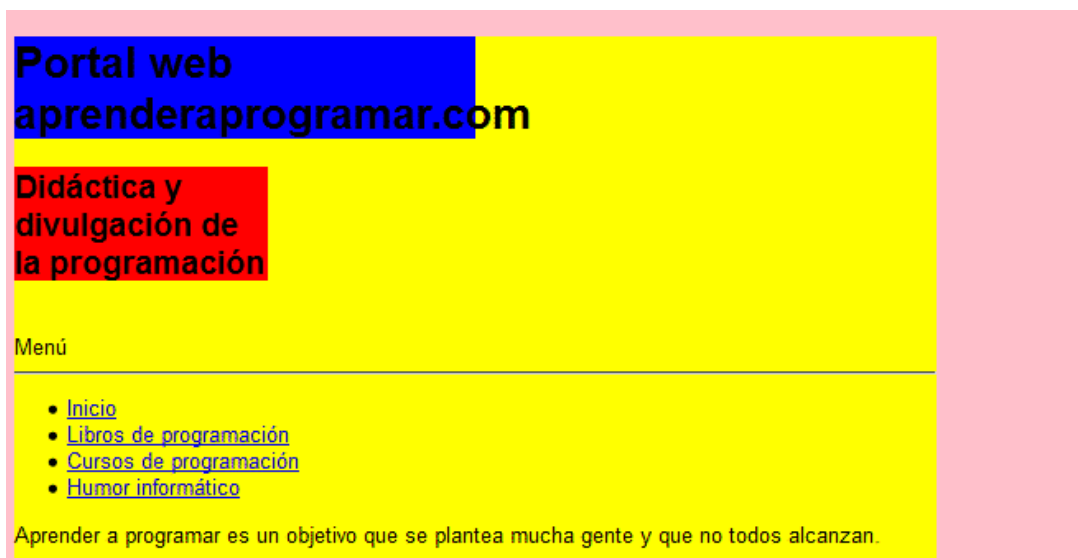 Portal web
aprenderaprogramar.com
Didáctica y
divulgación de
la programación
Menú
Inicio
Libros de programación
Cursos de programación
Humor informático
Aprender a programar es un objetivo que se plantea mucha gente y que no todos alcanzan.